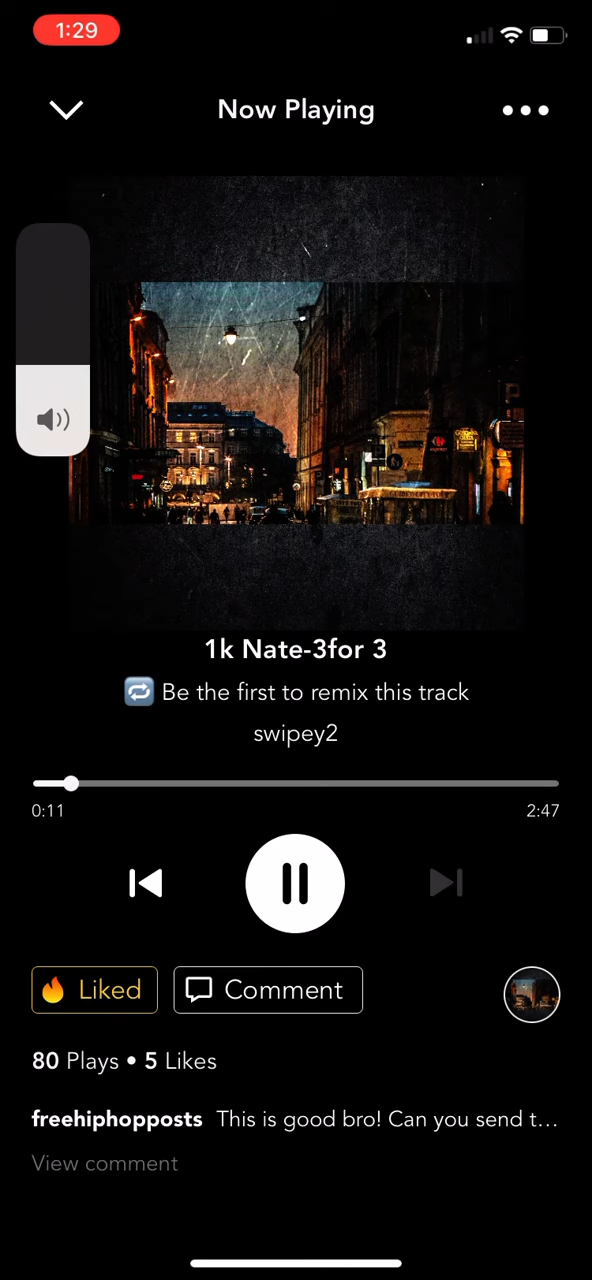 1:29
Now Playing
1k Nate-3for 3
Be the first to remix this track
swipey2
0:11
2:47
Liked
Comment
80 Plays • 5 Likes
freehiphopposts This is good bro! Can you send t...
View comment